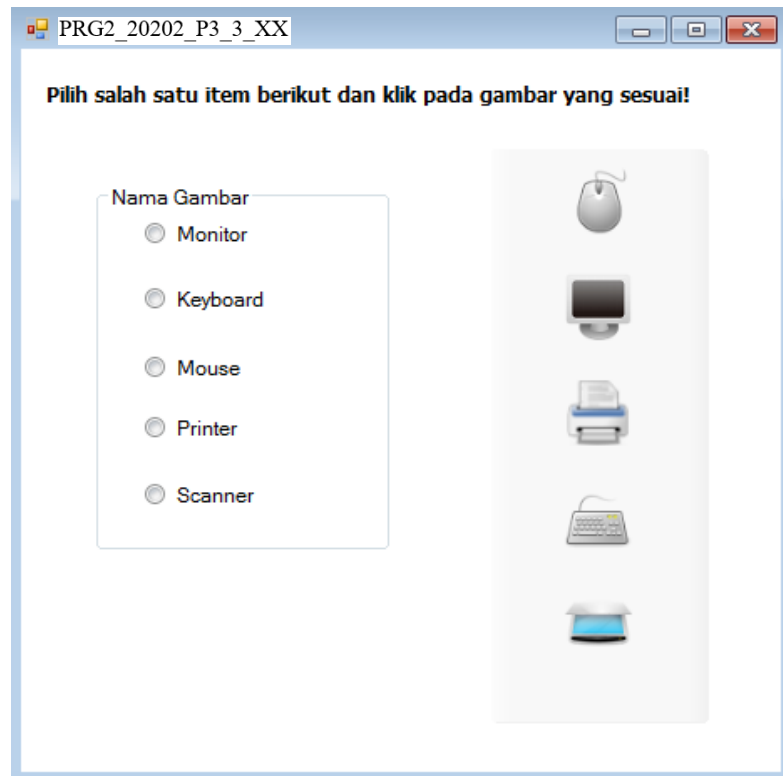 PRG2_20202_P3_3_XX
Pilih salah satu item berikut dan klik pada gambar yang sesuai!
Nama Gambar
Monitor
Keyboard
Mouse
Printer
Scanner